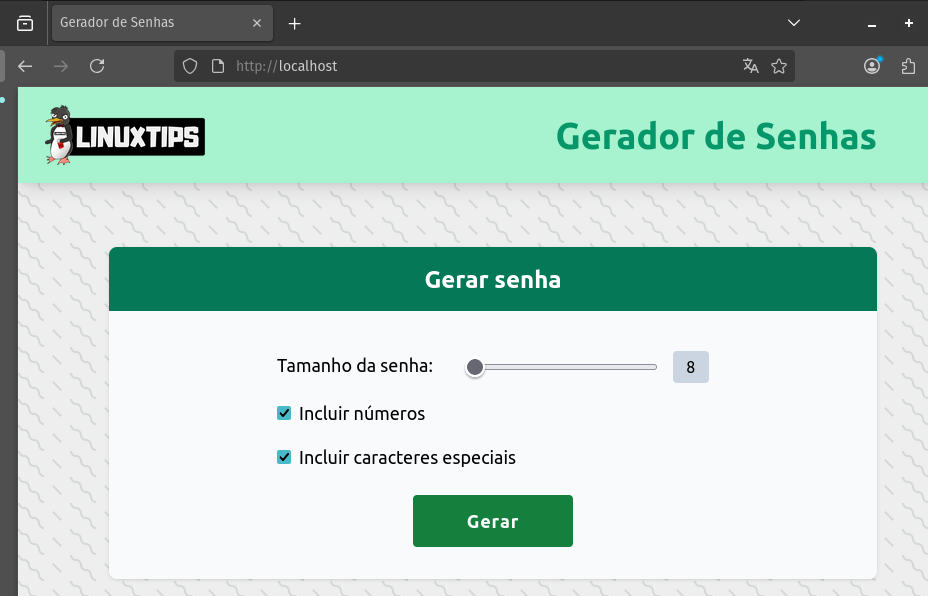 Gerador de Senhas
http://localhost
LINUXTIPS
Gerador de Senhas
Gerar senha
Tamanho da senha:
8
Incluir números
Incluir caracteres especiais
Gerar